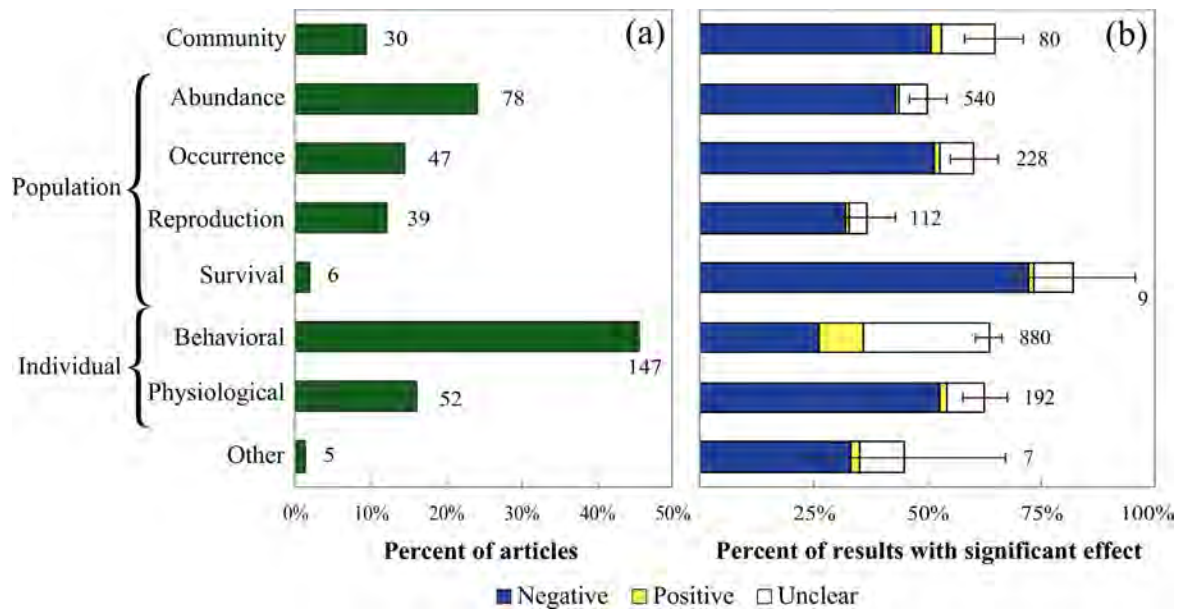 (a)
Community
30
Abundance
78
Occurrence
47
Population
Reproduction
39
Survival
6
Behavioral
147
Individual
Physiological
52
Other
5
0% 10% 20% 30% 40% 50%
Percent of articles
(b)
80
540
228
112
9
880
192
7
25% 50% 75% 100%
Percent of results with significant effect
Negative Positive Unclear